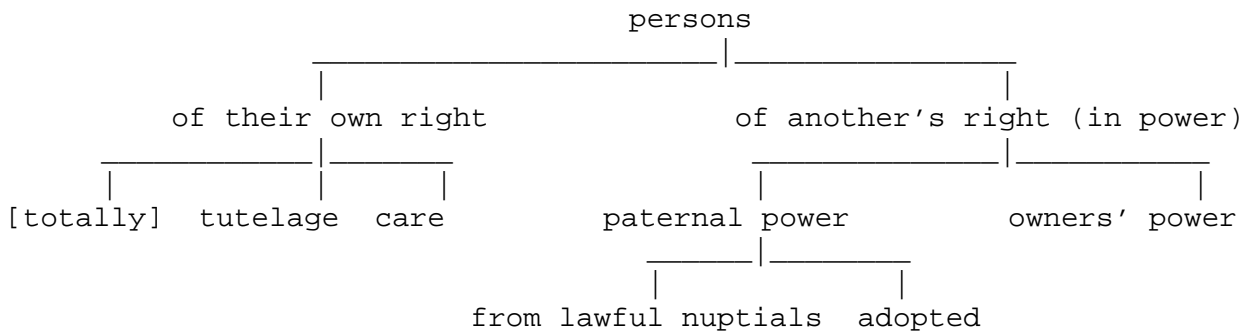 persons
of their own right of another's right (in power)
[totally] tutelage care paternal power owners' power
from lawful nuptials adopted